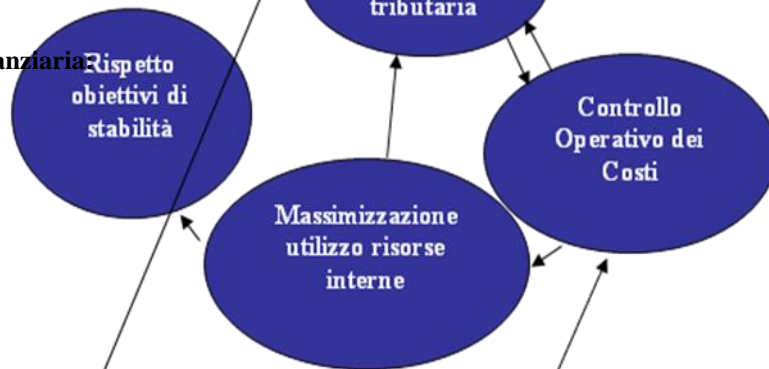 tributaria
anziaria:
Rispetto
obiettivi di
stabilità
Controllo
Operativo dei
Costi
Massimizzazione
utilizzo risorse
interne